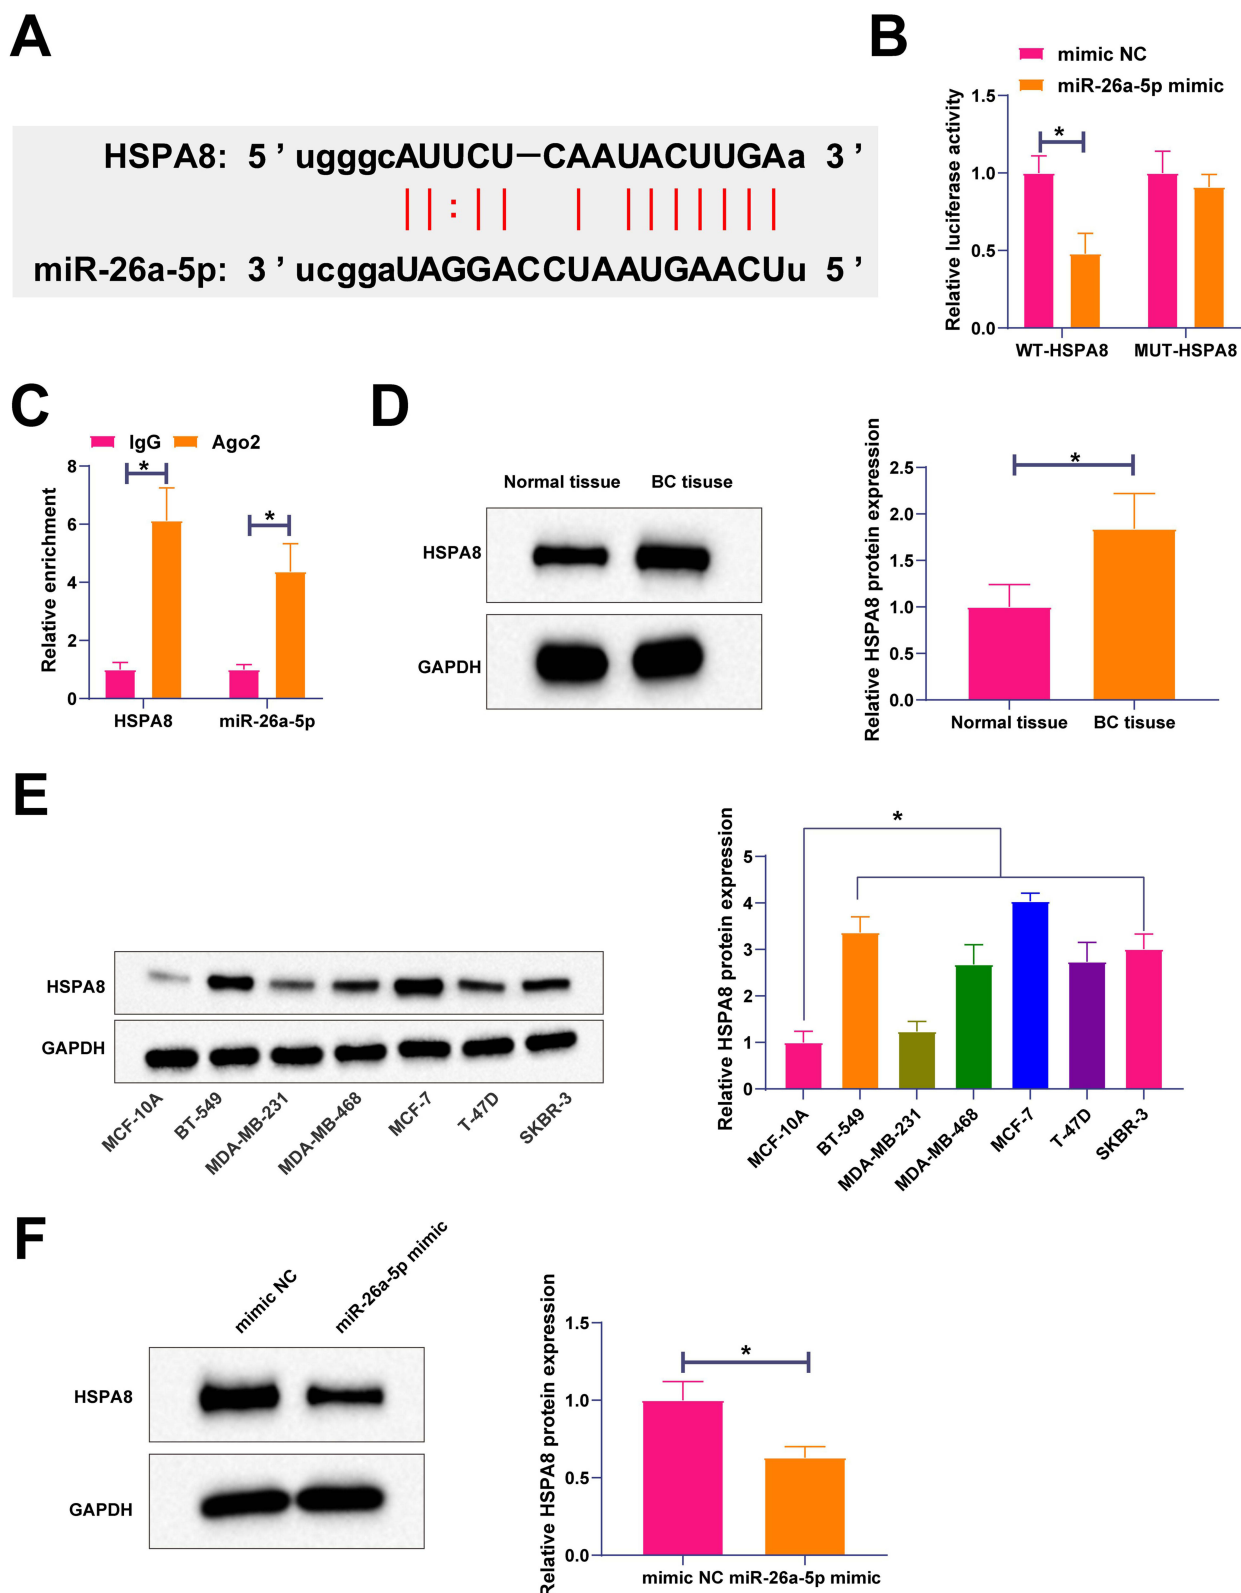 A
HSPA8: 5 ’ ugggcAUUCU—CAAUACUUGAa 3 ’
miR-26a-5p: 3 ’ ucggaUAGGACCUAAUGAACUu 5 ’
B
mimic NC
miR-26a-5p mimic
Relative luciferase activity
1.5
1.0
0.5
0.0
*
WT-HSPA8 MUT-HSPA8
C
IgG Ago2
Relative enrichment
8
6
4
2
0
*
*
HSPA8 miR-26a-5p
D
Normal tissue BC tisuse
HSPA8
GAPDH
Relative HSPA8 protein expression
2.5
2.0
1.5
1.0
0.5
0.0
*
Normal tissue BC tisuse
E
HSPA8
GAPDH
MCF-10A
BT-549
MDA-MB-231
MDA-MB-468
MCF-7
T-47D
SKBR-3
Relative HSPA8 protein expression
5
4
3
2
1
0
*
MCF-10A
BT-549
MDA-MB-231
MDA-MB-468
MCF-7
T-47D
SKBR-3
F
mimic NC
miR-26a-5p mimic
HSPA8
GAPDH
Relative HSPA8 protein expression
1.5
1.0
0.5
0.0
*
mimic NC miR-26a-5p mimic